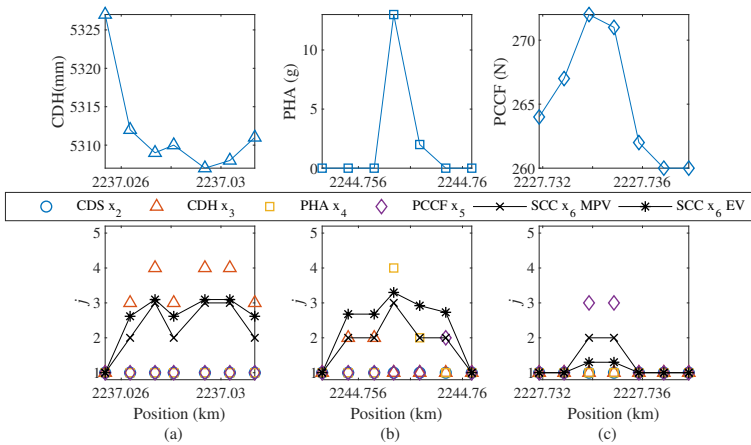 5325
5320
5315
5310
CDH(mm)
2237.026
2237.03
10
5
0
PHA (g)
2244.756
2244.76
270
265
260
PCCF (N)
2227.732
2227.736
CDS x2
CDH x3
PHA x4
PCCF x5
SCC x6 MPV
SCC x6 EV
5
4
3
2
1
j
2237.026
2237.03
Position (km)
(a)
5
4
3
2
1
j
2244.756
2244.76
Position (km)
(b)
5
4
3
2
1
j
2227.732
2227.736
Position (km)
(c)